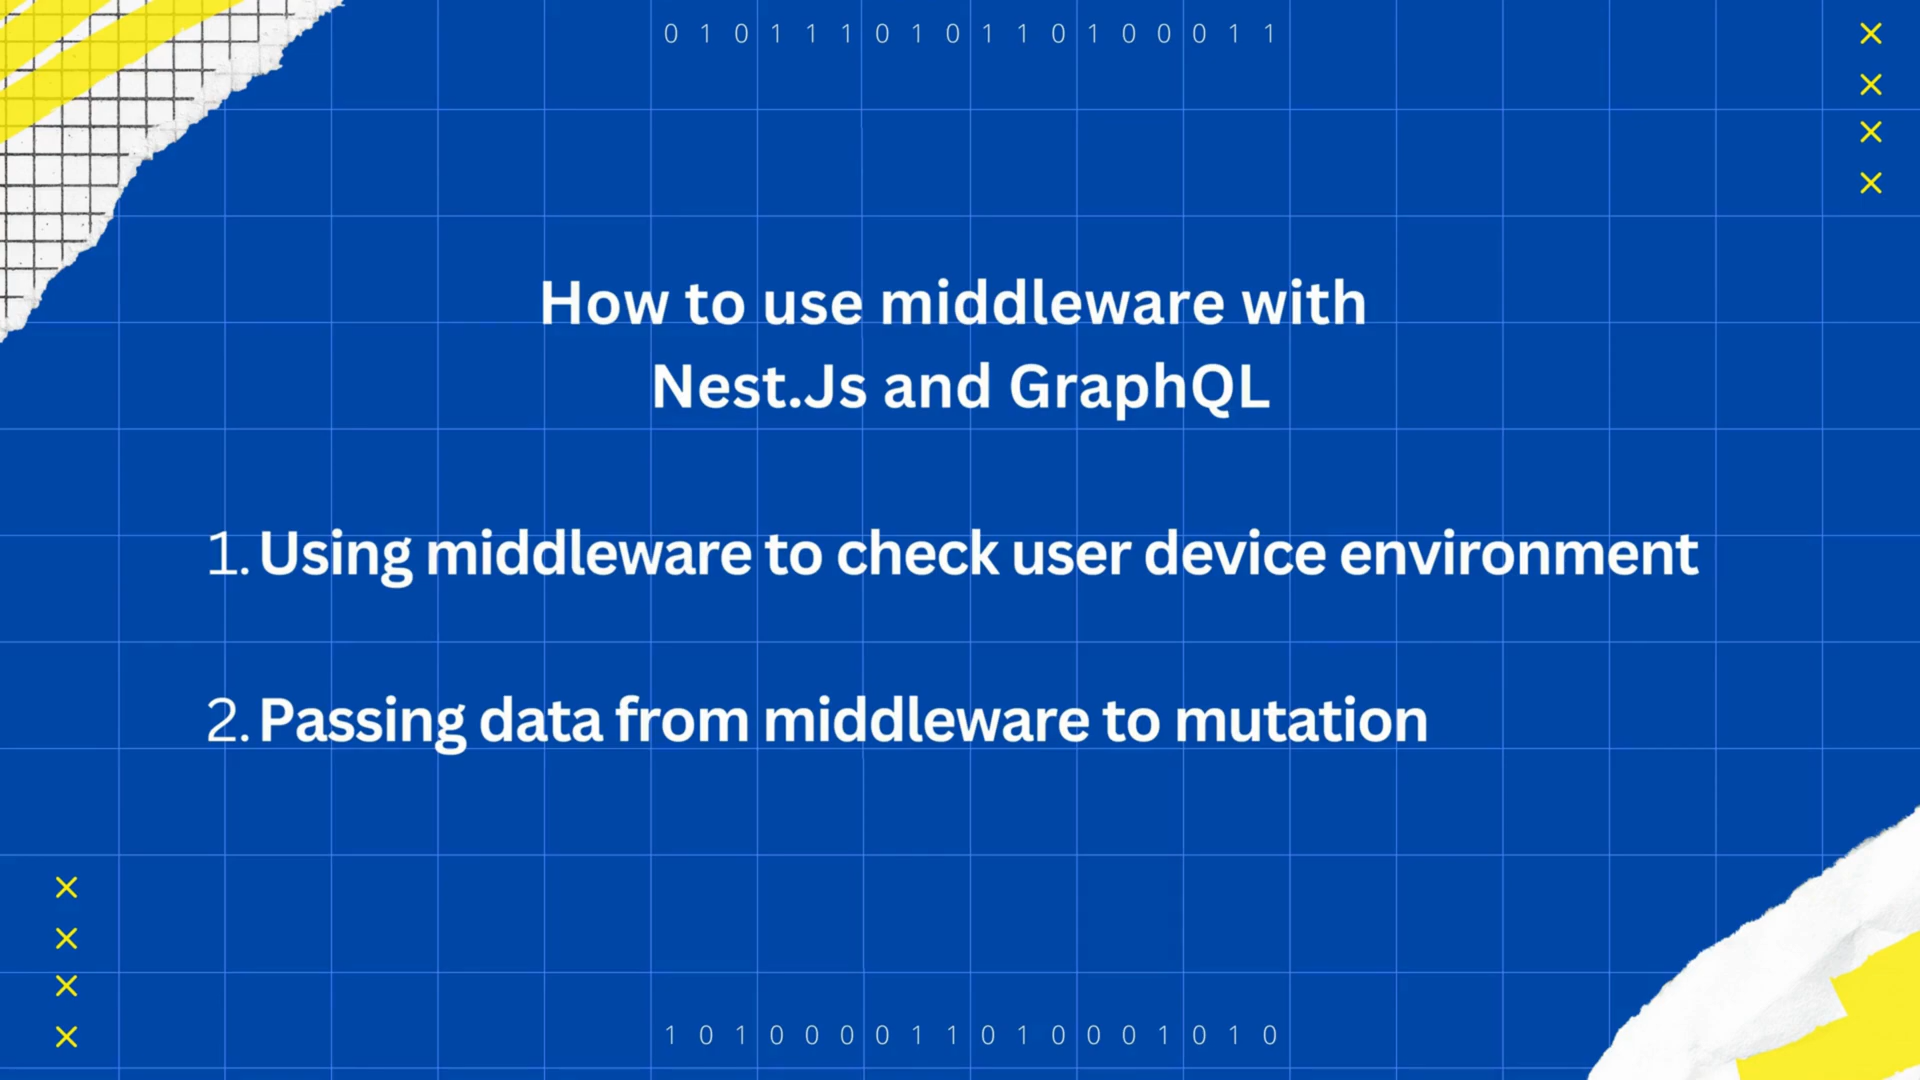 0 1 0 1 1 1 0 1 0 1 1 0 1 0 0 0 1 1
How to use middleware with
Nest.Js and GraphQL
1. Using middleware to check user device environment
2. Passing data from middleware to mutation
1 0 1 0 0 0 0 1 1 0 1 0 0 0 1 0 1 0